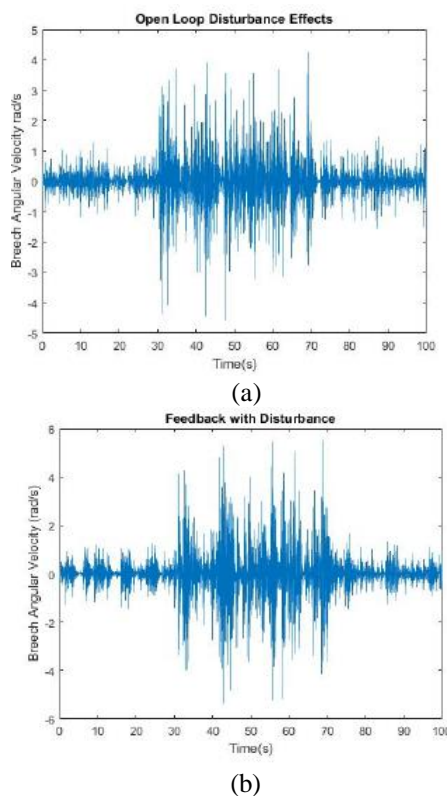 Open Loop Disturbance Effects
5
4
3
2
1
0
-1
-2
-3
-4
-5
Breech Angular Velocity rad/s
0 10 20 30 40 50 60 70 80 90 100
Time(s)
(a)
Feedback with Disturbance
6
4
2
0
-2
-4
-6
Breech Angular Velocity (rad/s)
0 10 20 30 40 50 60 70 80 90 100
Time(s)
(b)